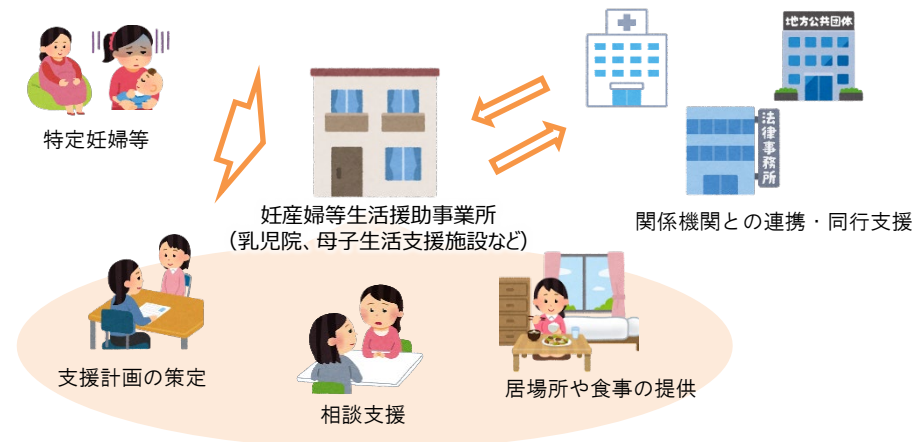 地方公共団体
法律事務所
特定妊婦等
妊産婦等生活援助事業所
（乳児院、母子生活支援施設など）
関係機関との連携・同行支援
支援計画の策定
相談支援
居場所や食事の提供